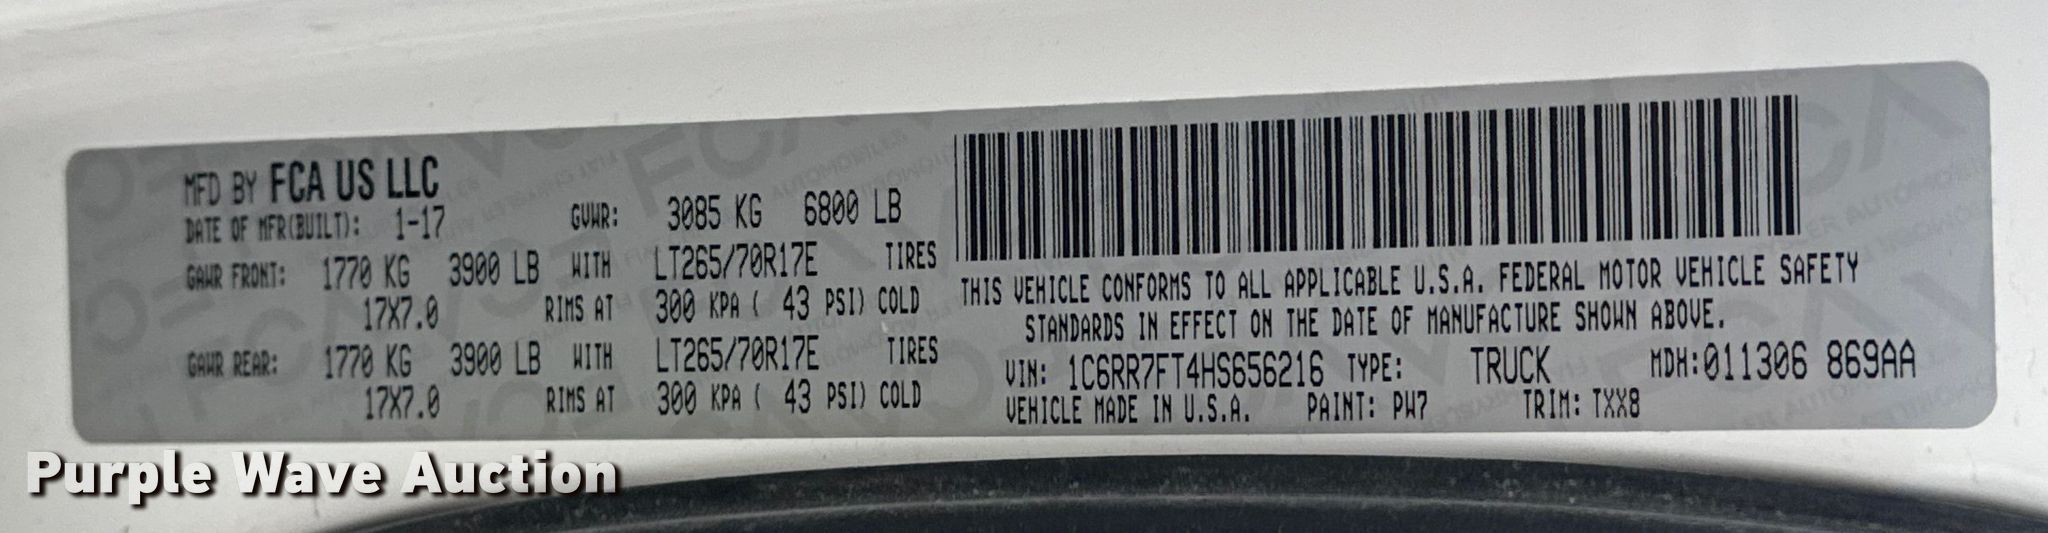 MFD BY FCA US LLC
DATE OF MFR(BUILT): 1-17 GVWR: 3085 KG 6800 LB
GAWR FRONT: 1770 KG 3900 LB WITH LT265/70R17E TIRES
17X7.0 RIMS AT 300 KPA ( 43 PSI) COLD
GAWR REAR: 1770 KG 3900 LB WITH LT265/70R17E TIRES
17X7.0 RIMS AT 300 KPA ( 43 PSI) COLD
THIS VEHICLE CONFORMS TO ALL APPLICABLE U.S.A. FEDERAL MOTOR VEHICLE SAFETY
STANDARDS IN EFFECT ON THE DATE OF MANUFACTURE SHOWN ABOVE.
VIN: 1C6RR7FT4HS656216 TYPE: TRUCK MDH:011306 869AA
VEHICLE MADE IN U.S.A. PAINT: PW7 TRIM: TXX8
Purple Wave Auction